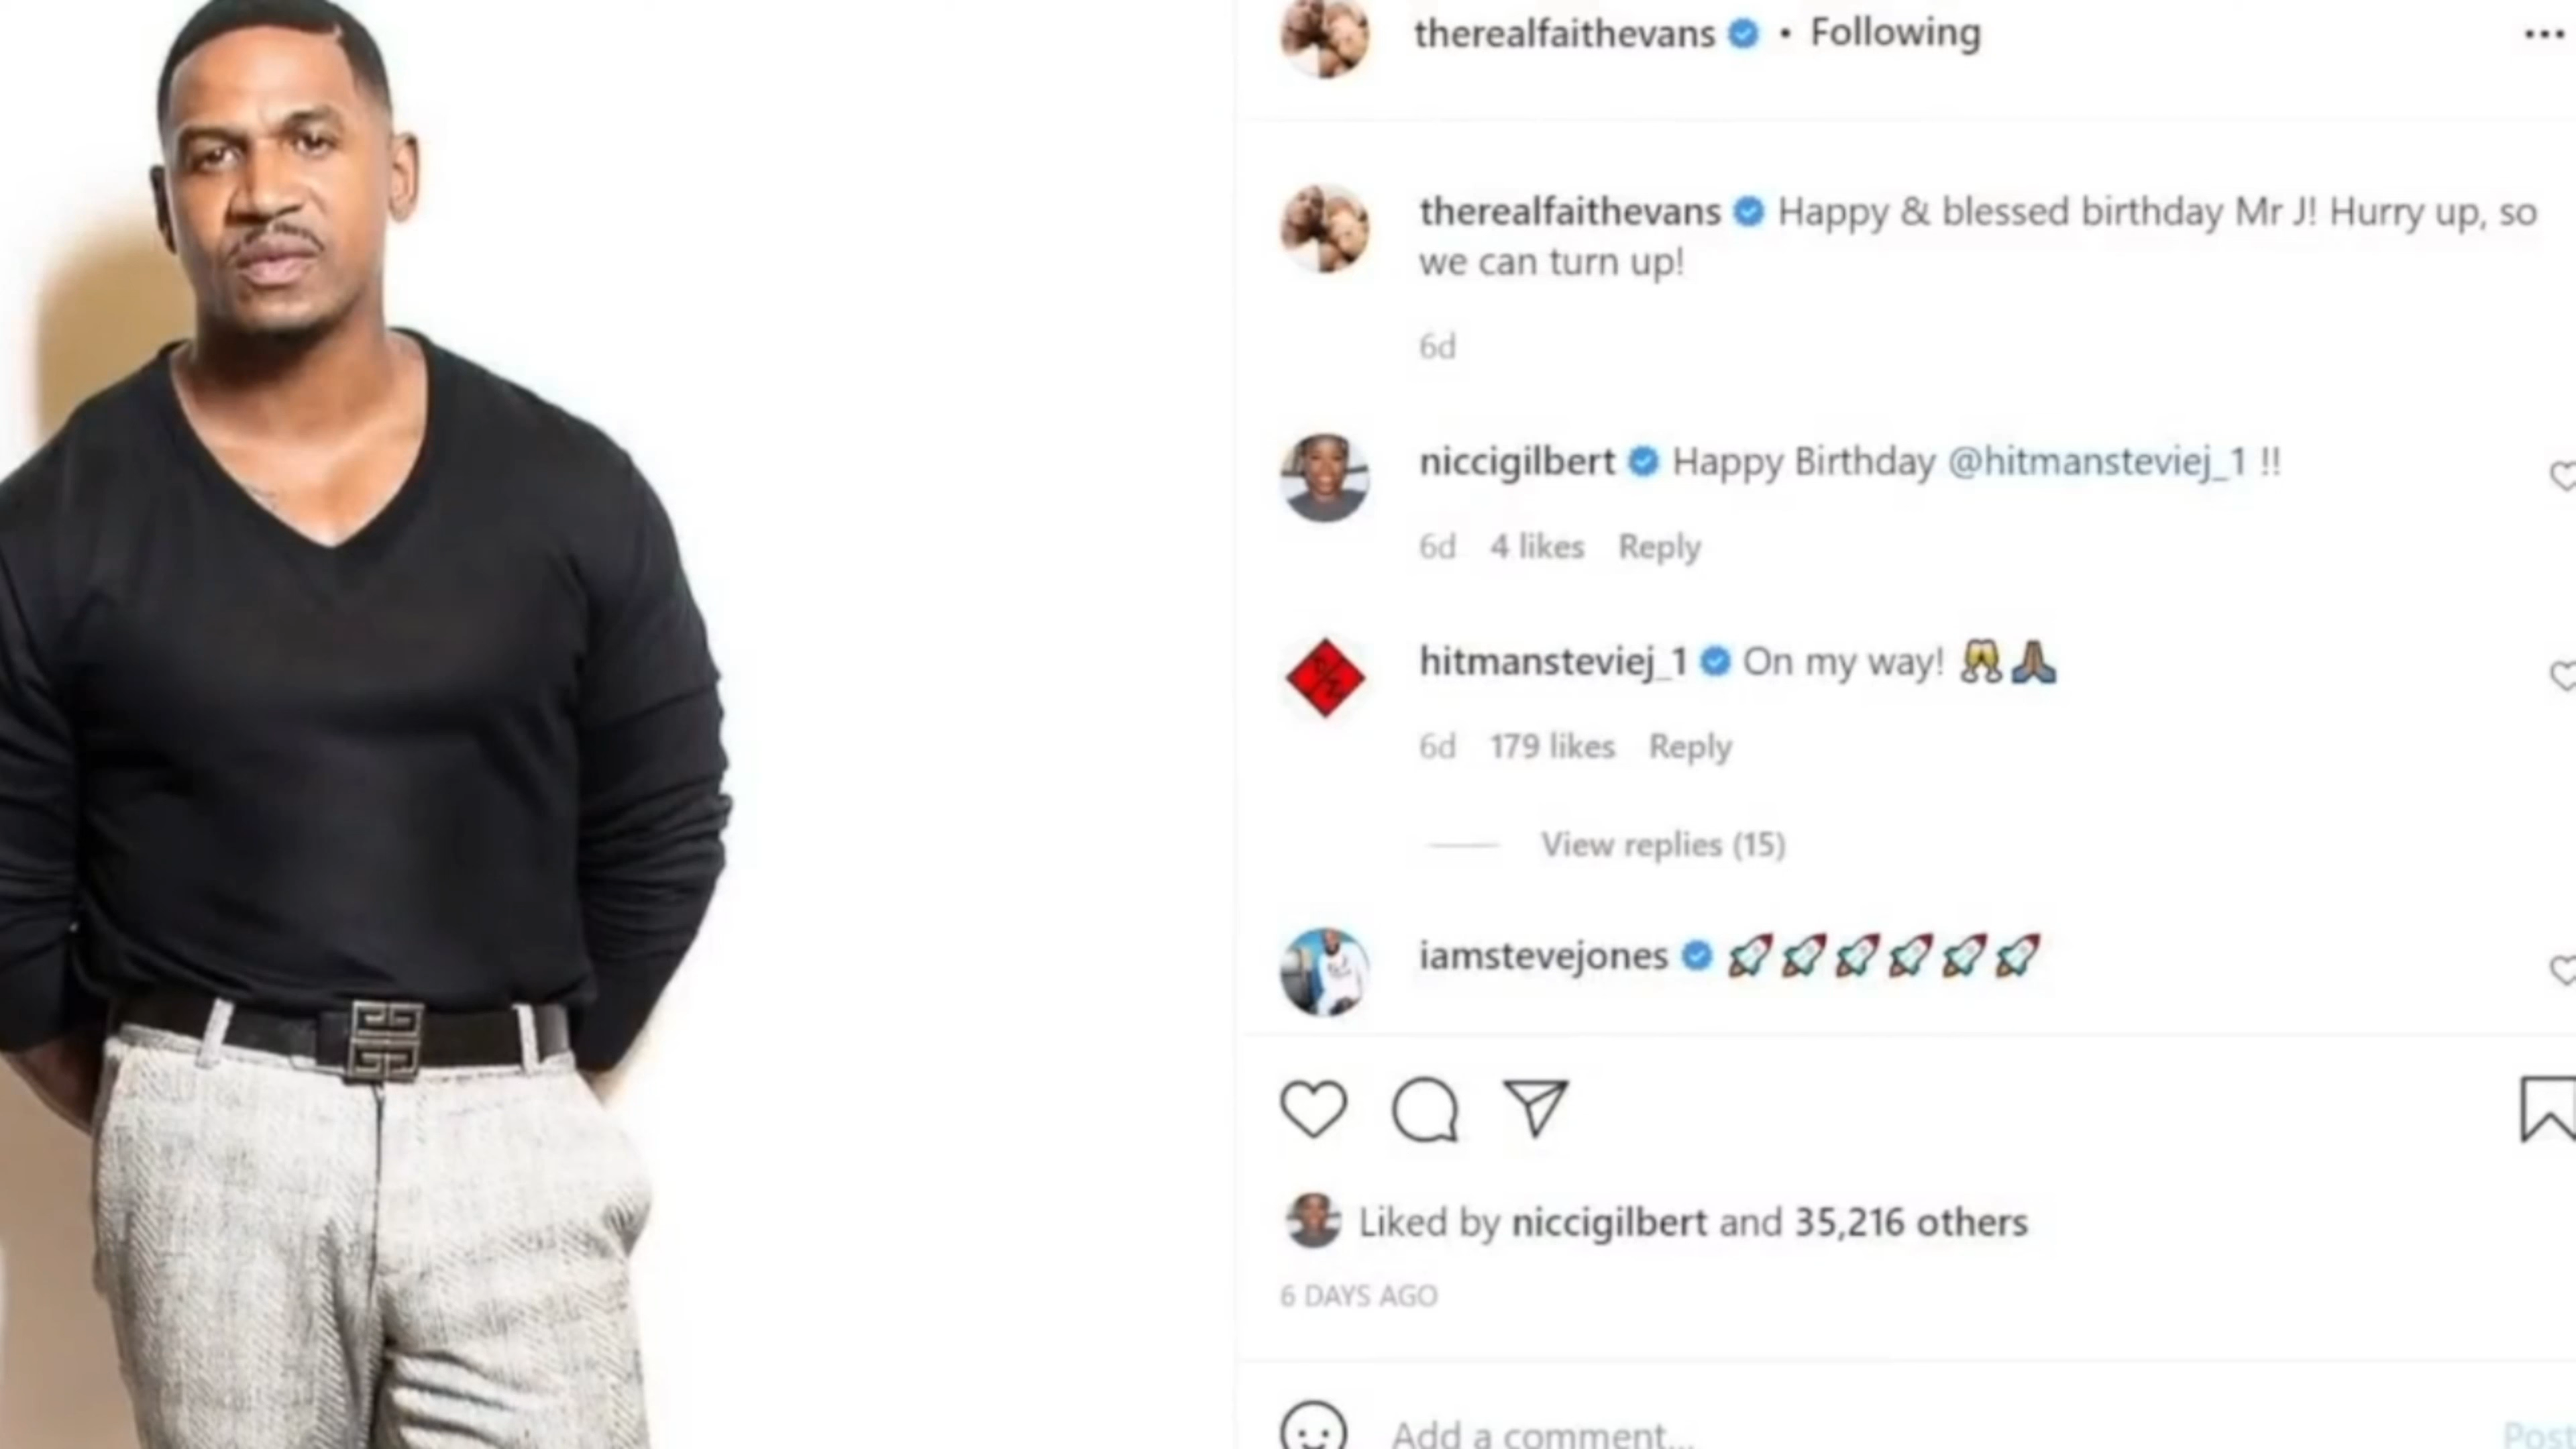 therealfaithevans • Following
therealfaithevans Happy & blessed birthday Mr J! Hurry up, so
we can turn up!
6d
niccigilbert Happy Birthday @hitmansteviej_1 !!
6d 4 likes Reply
hitmansteviej_1 On my way! 🥂🙏🏽
6d 179 likes Reply
View replies (15)
iamstevejones 🚀🚀🚀🚀🚀🚀
Liked by niccigilbert and 35,216 others
6 DAYS AGO
Add a comment...
Post